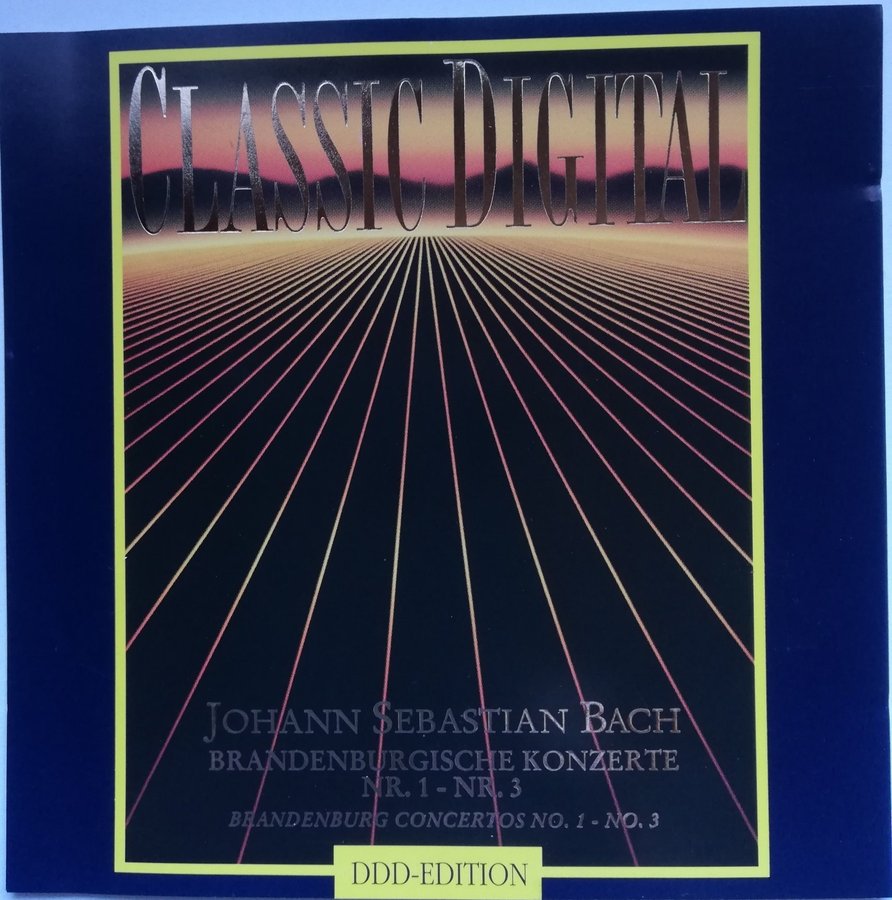 CLASSIC DIGITAL
JOHANN SEBASTIAN BACH
BRANDENBURGISCHE KONZERTE
NR. 1 - NR. 3
BRANDENBURG CONCERTOS NO. 1 - NO. 3
DDD-EDITION